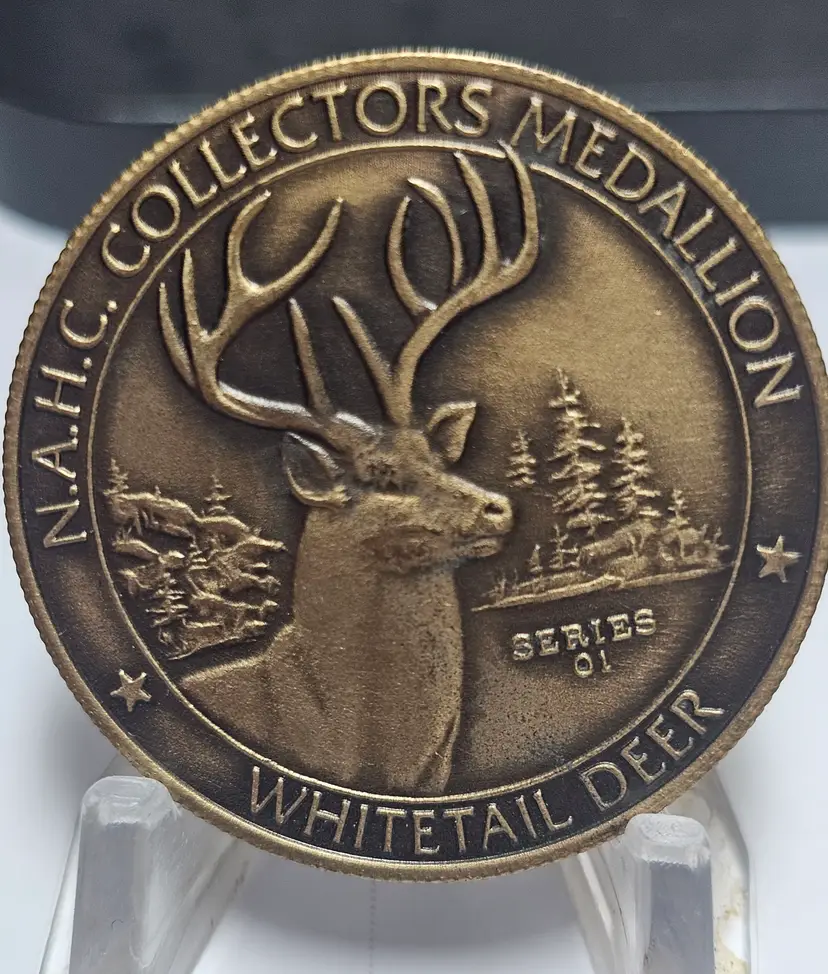 N.A.H.C. COLLECTORS MEDALLION
SERIES
01
WHITETAIL DEER